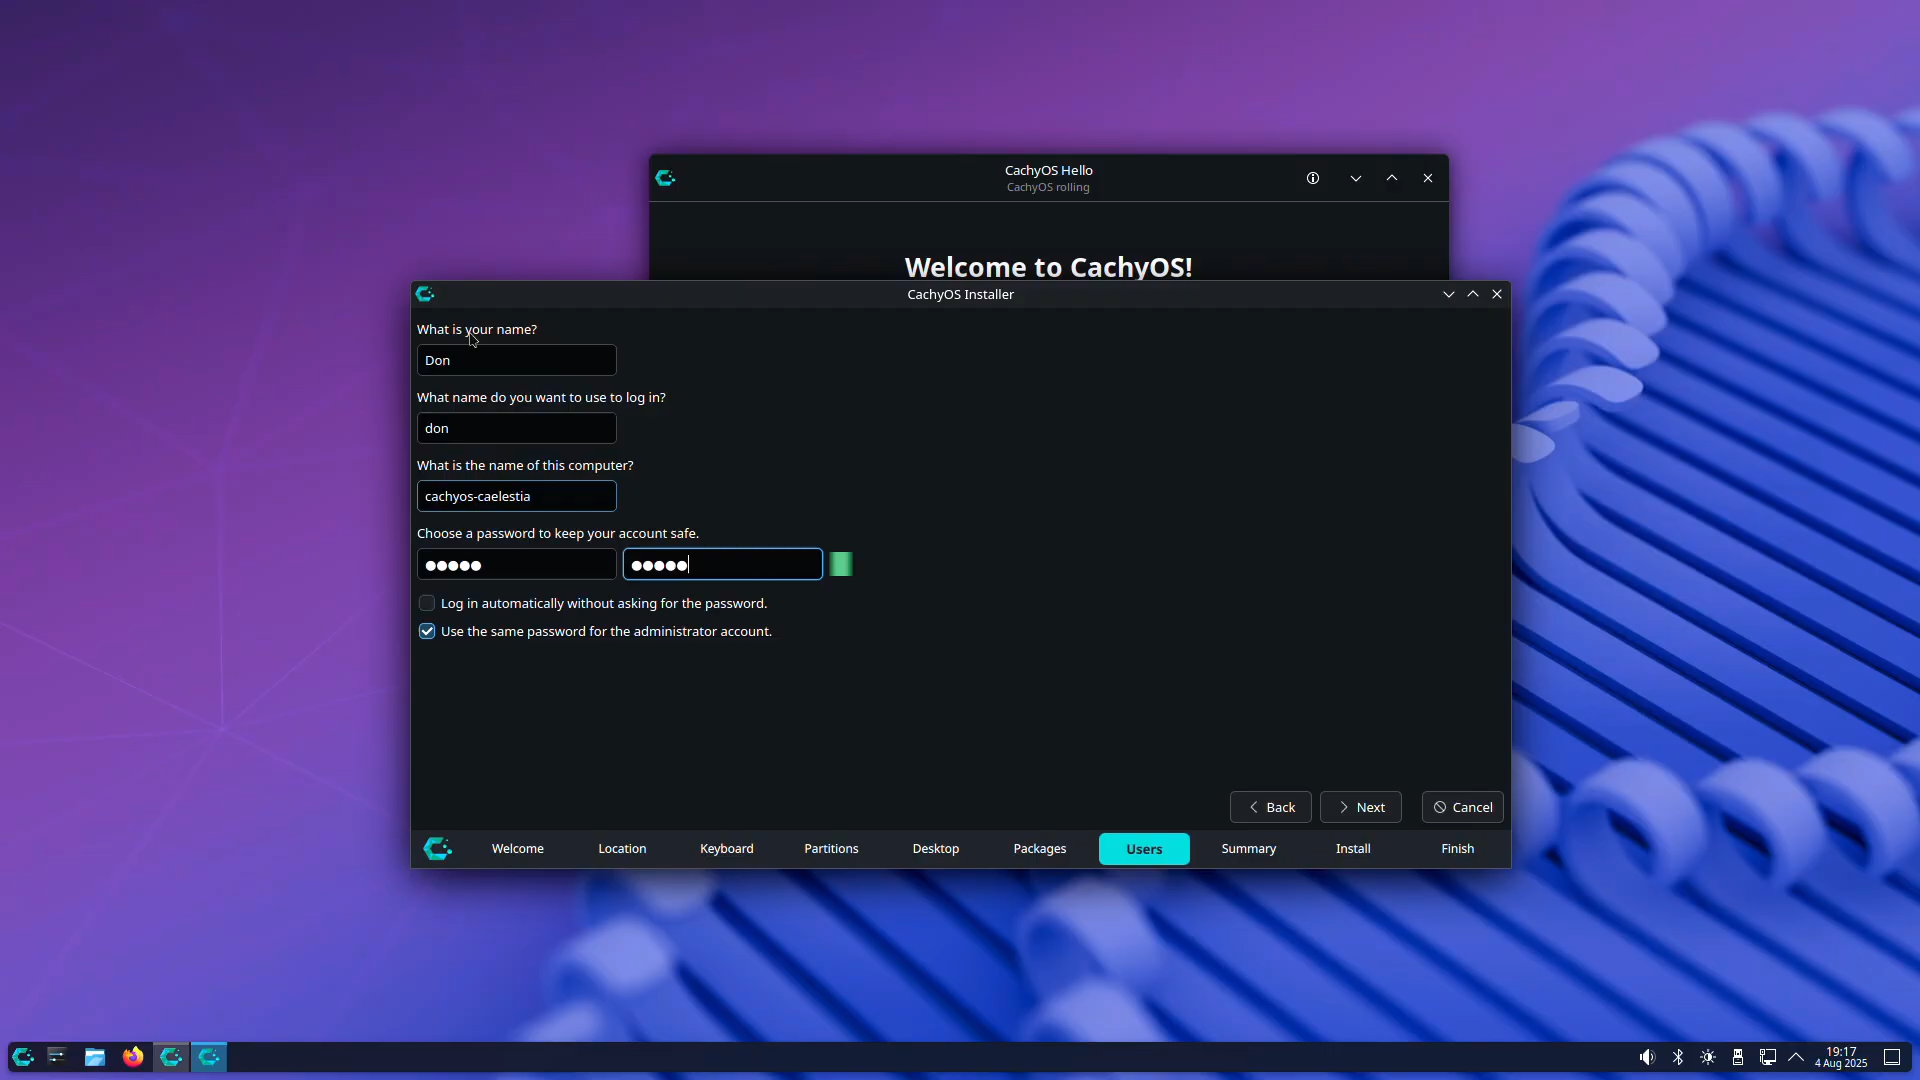 CachyOS Hello
CachyOS rolling
Welcome to CachyOS!
CachyOS Installer
What is your name?
Don
What name do you want to use to log in?
don
What is the name of this computer?
cachyos-caelestia
Choose a password to keep your account safe.
●●●●● ●●●●●
Log in automatically without asking for the password.
Use the same password for the administrator account.
Back Next Cancel
Welcome Location Keyboard Partitions Desktop Packages Users Summary Install Finish
19:17
4 Aug 2025